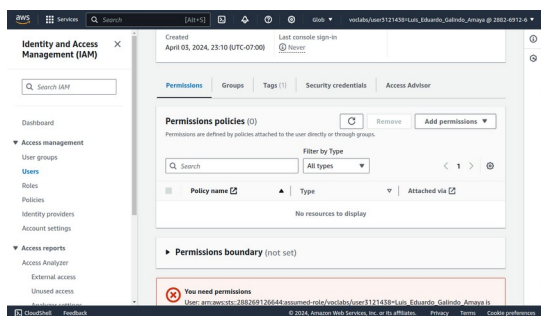 aws Services Search [Alt+S] Glob voclabs/user3121438=Luis_Eduardo_Galindo_Amaya @ 2882-6912-6
Identity and Access
Management (IAM)
Search IAM
Dashboard
Access management
User groups
Users
Roles
Policies
Identity providers
Account settings
Access reports
Access Analyzer
External access
Unused access
Analyzer settings
Created
April 03, 2024, 23:10 (UTC-07:00)
Last console sign-in
Never
Permissions Groups Tags (1) Security credentials Access Advisor
Permissions policies (0)
Remove Add permissions
Permissions are defined by policies attached to the user directly or through groups.
Filter by Type
Search All types 1
Policy name Type Attached via
No resources to display
Permissions boundary (not set)
You need permissions
User: arn:aws:sts::288269126644:assumed-role/voclabs/user3121438=Luis_Eduardo_Galindo_Amaya is
CloudShell Feedback © 2024, Amazon Web Services, Inc. or its affiliates. Privacy Terms Cookie preferences